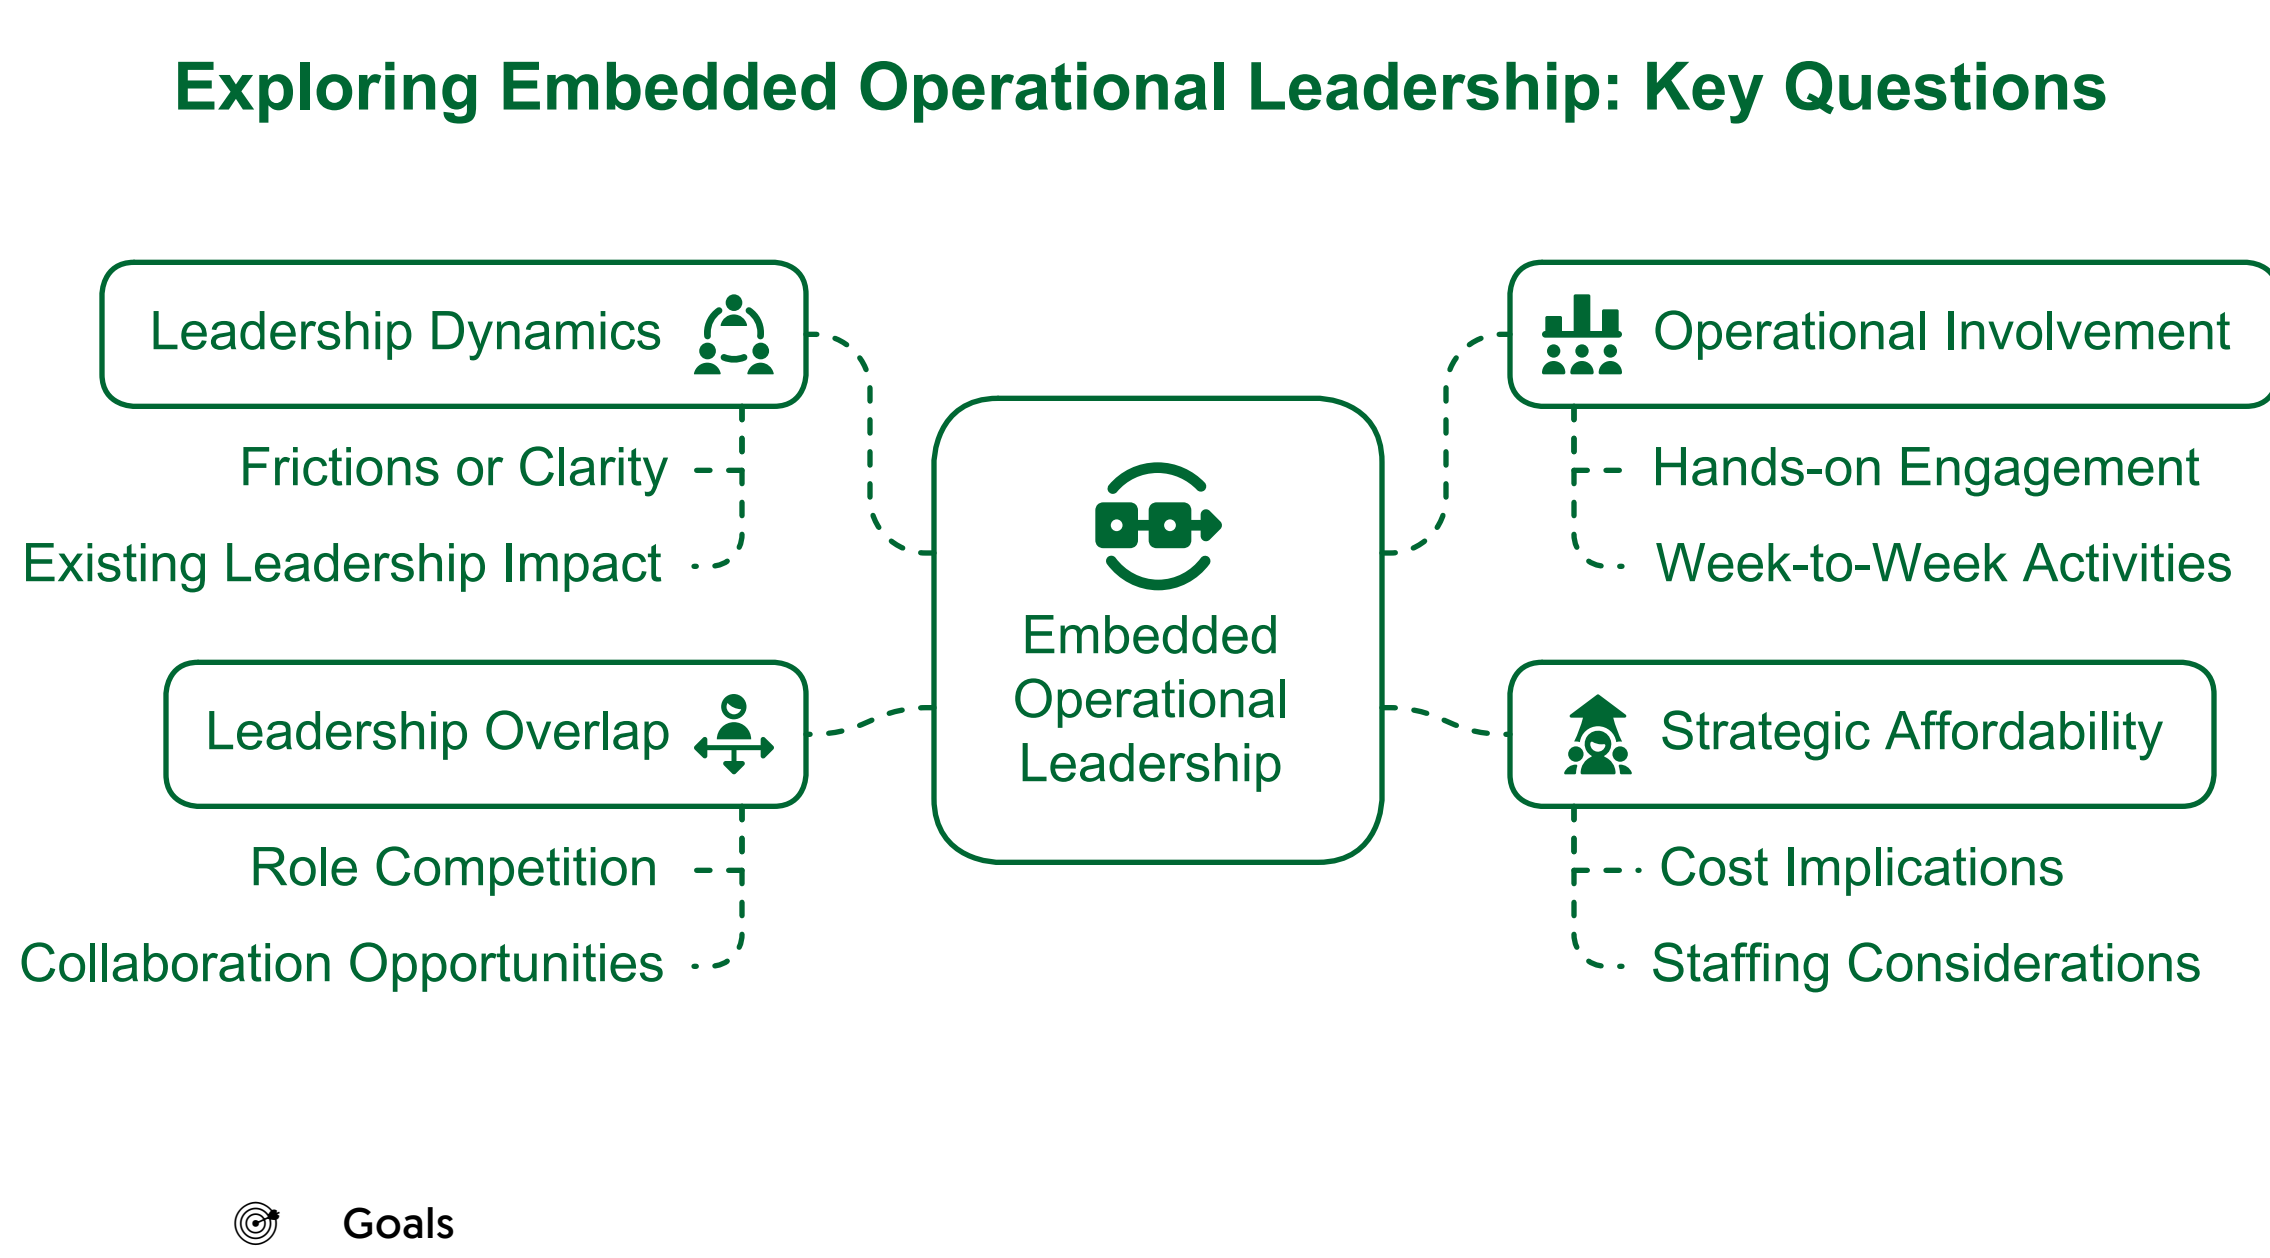 Exploring Embedded Operational Leadership: Key Questions
Leadership Dynamics
Frictions or Clarity
Existing Leadership Impact
Leadership Overlap
Role Competition
Collaboration Opportunities
Embedded
Operational
Leadership
Operational Involvement
Hands-on Engagement
Week-to-Week Activities
Strategic Affordability
Cost Implications
Staffing Considerations
Goals